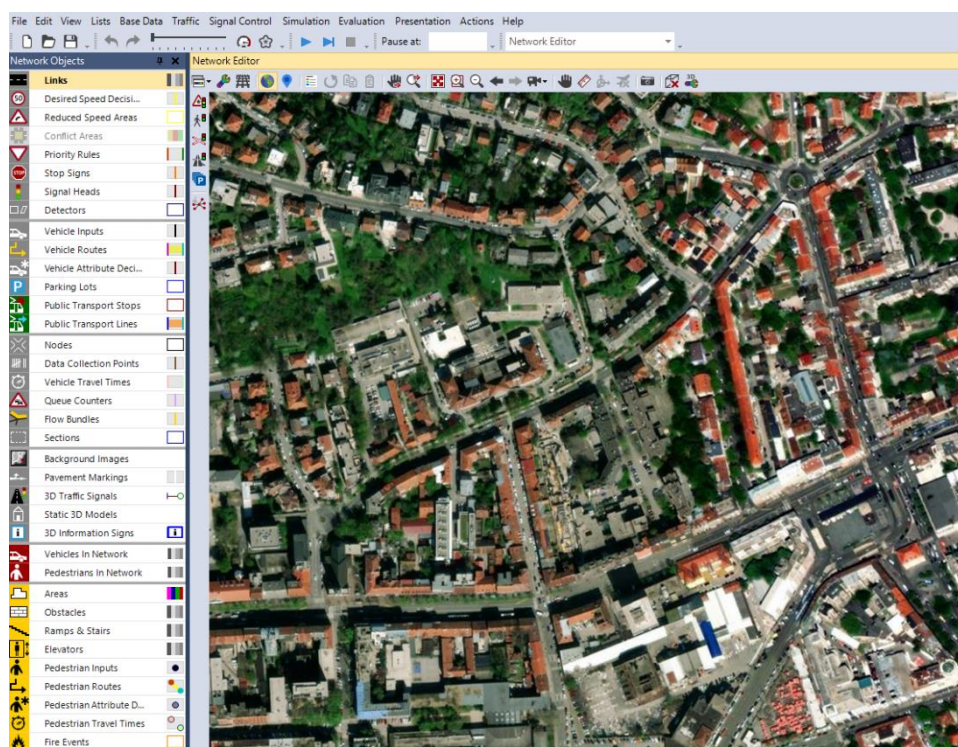 File Edit View Lists Base Data Traffic Signal Control Simulation Evaluation Presentation Actions Help
Pause at: Network Editor
Network Objects
Network Editor
Links
50 Desired Speed Decisi...
Reduced Speed Areas
Conflict Areas
Priority Rules
STOP Stop Signs
Signal Heads
Detectors
Vehicle Inputs
Vehicle Routes
Vehicle Attribute Deci...
P Parking Lots
Public Transport Stops
Public Transport Lines
Nodes
Data Collection Points
Vehicle Travel Times
Queue Counters
Flow Bundles
Sections
Background Images
Pavement Markings
3D Traffic Signals
Static 3D Models
i 3D Information Signs i
Vehicles In Network
Pedestrians In Network
Areas
Obstacles
Ramps & Stairs
Elevators
Pedestrian Inputs
Pedestrian Routes
Pedestrian Attribute D...
Pedestrian Travel Times
Fire Events
3D
P